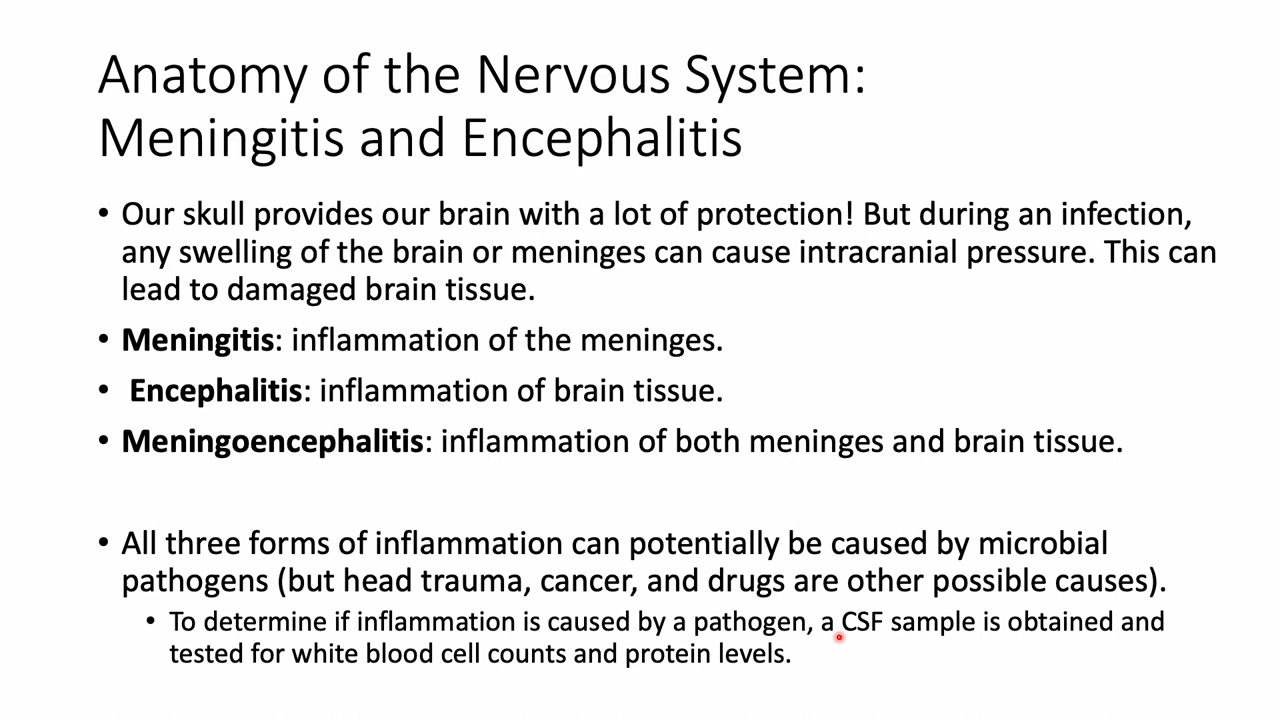 Anatomy of the Nervous System:
Meningitis and Encephalitis
• Our skull provides our brain with a lot of protection! But during an infection,
any swelling of the brain or meninges can cause intracranial pressure. This can
lead to damaged brain tissue.
• Meningitis: inflammation of the meninges.
• Encephalitis: inflammation of brain tissue.
• Meningoencephalitis: inflammation of both meninges and brain tissue.
• All three forms of inflammation can potentially be caused by microbial
pathogens (but head trauma, cancer, and drugs are other possible causes).
• To determine if inflammation is caused by a pathogen, a CSF sample is obtained and
tested for white blood cell counts and protein levels.